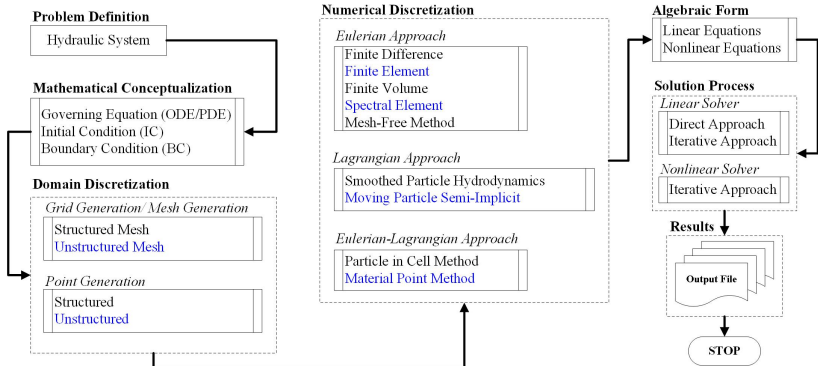 Problem Definition
Hydraulic System
Mathematical Conceptualization
Governing Equation (ODE/PDE)
Initial Condition (IC)
Boundary Condition (BC)
Domain Discretization
Grid Generation/ Mesh Generation
Structured Mesh
Unstructured Mesh
Point Generation
Structured
Unstructured
Numerical Discretization
Eulerian Approach
Finite Difference
Finite Element
Finite Volume
Spectral Element
Mesh-Free Method
Lagrangian Approach
Smoothed Particle Hydrodynamics
Moving Particle Semi-Implicit
Eulerian-Lagrangian Approach
Particle in Cell Method
Material Point Method
Algebraic Form
Linear Equations
Nonlinear Equations
Solution Process
Linear Solver
Direct Approach
Iterative Approach
Nonlinear Solver
Iterative Approach
Results
Output File
STOP